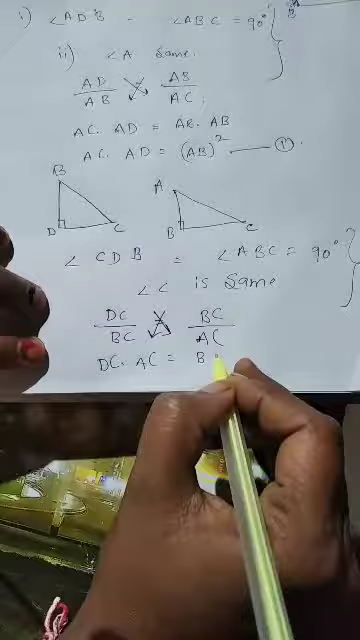 i) ∠ADB = ∠ABC = 90°
ii) ∠A Same.
AD/AB = AB/AC,
AC. AD = AB. AB
AC. AD = (AB)² — ①.
B A
D C B C
∠CDB = ∠ABC = 90°
∠C is Same
DC/BC = BC/AC
DC. AC = B